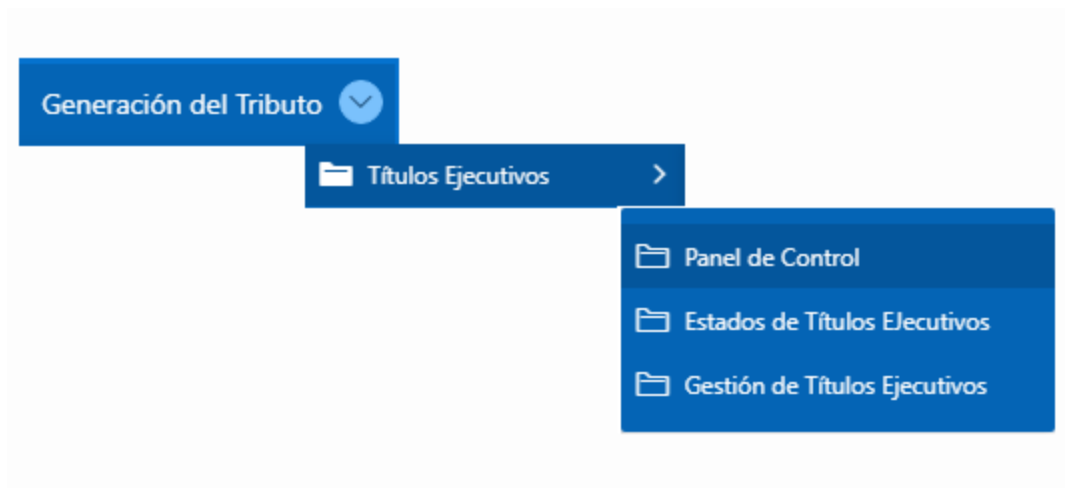 Generación del Tributo
Títulos Ejecutivos
Panel de Control
Estados de Títulos EJecutivos
Gestión de Títulos Ejecutivos